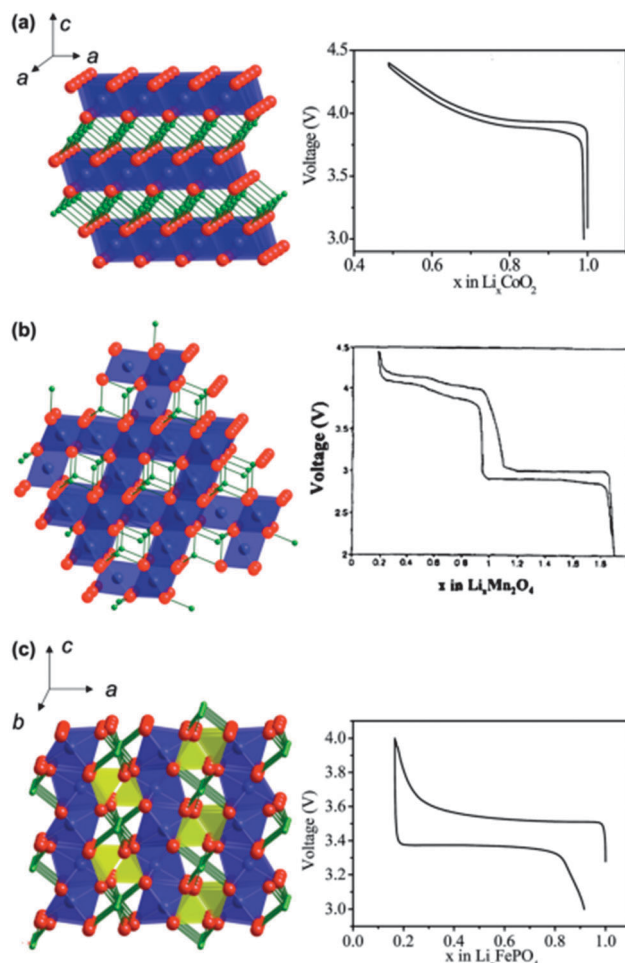 (a)
c
a
a
4.5
4.0
3.5
3.0
Voltage (V)
0.4 0.6 0.8 1.0
x in LixCoO2
(b)
4.5
4
3.5
3
2.5
2
Voltage (V)
0.2 0.4 0.6 0.8 1.0 1.2 1.4 1.6 1.8
x in LixMn2O4
(c)
c
a
b
4.0
3.8
3.6
3.4
3.2
3.0
Voltage (V)
0.0 0.2 0.4 0.6 0.8 1.0
x in LixFePO4